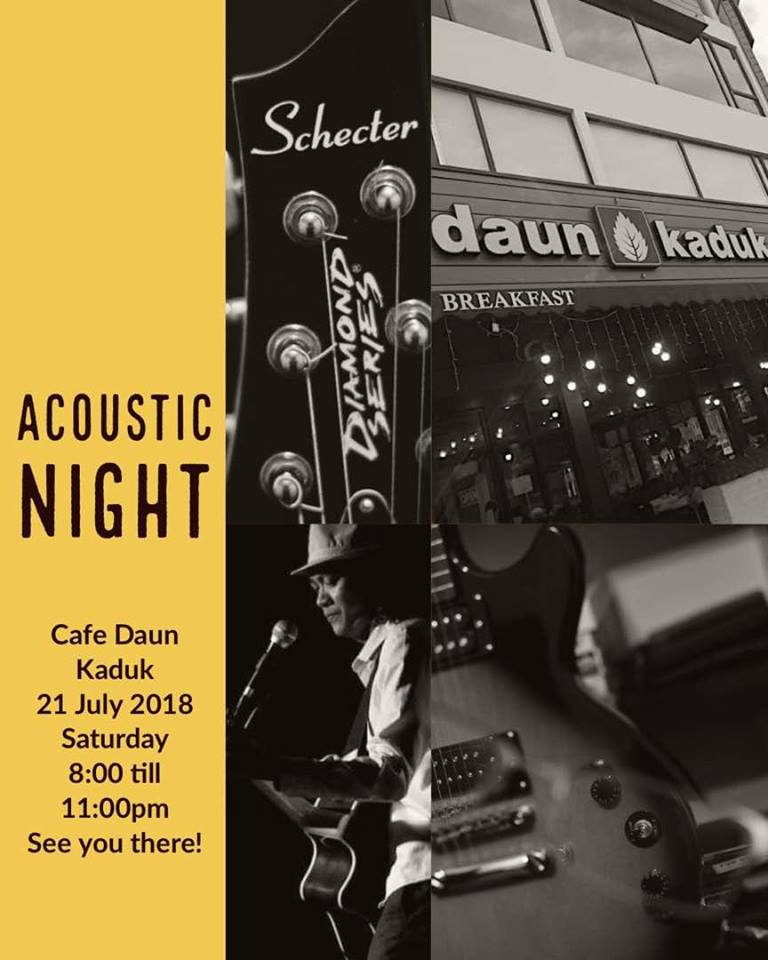 ACOUSTIC
NIGHT
Cafe Daun
Kaduk
21 July 2018
Saturday
8:00 till
11:00pm
See you there!
Schecter
DIAMOND
SERIES
daun kaduk
BREAKFAST